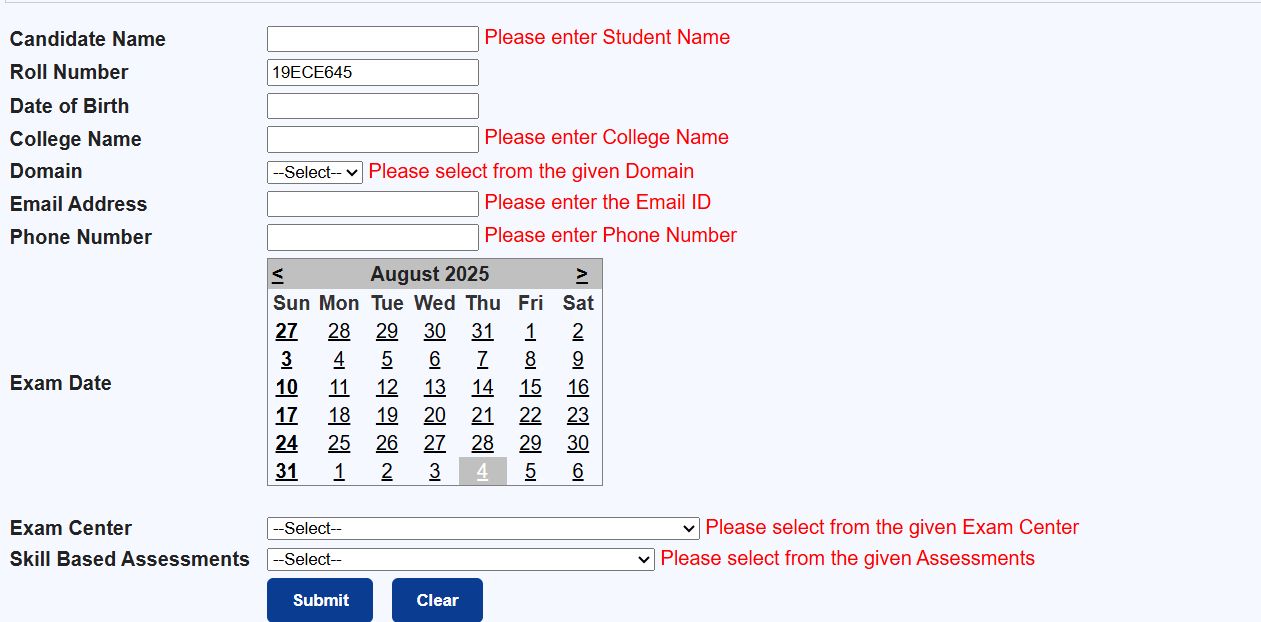 Candidate Name Please enter Student Name
Roll Number 19ECE645
Date of Birth
College Name Please enter College Name
Domain --Select-- Please select from the given Domain
Email Address Please enter the Email ID
Phone Number Please enter Phone Number
< August 2025 >
Sun Mon Tue Wed Thu Fri Sat
27 28 29 30 31 1 2
3 4 5 6 7 8 9
10 11 12 13 14 15 16
Exam Date
17 18 19 20 21 22 23
24 25 26 27 28 29 30
31 1 2 3 4 5 6
Exam Center --Select-- Please select from the given Exam Center
Skill Based Assessments --Select-- Please select from the given Assessments
Submit Clear